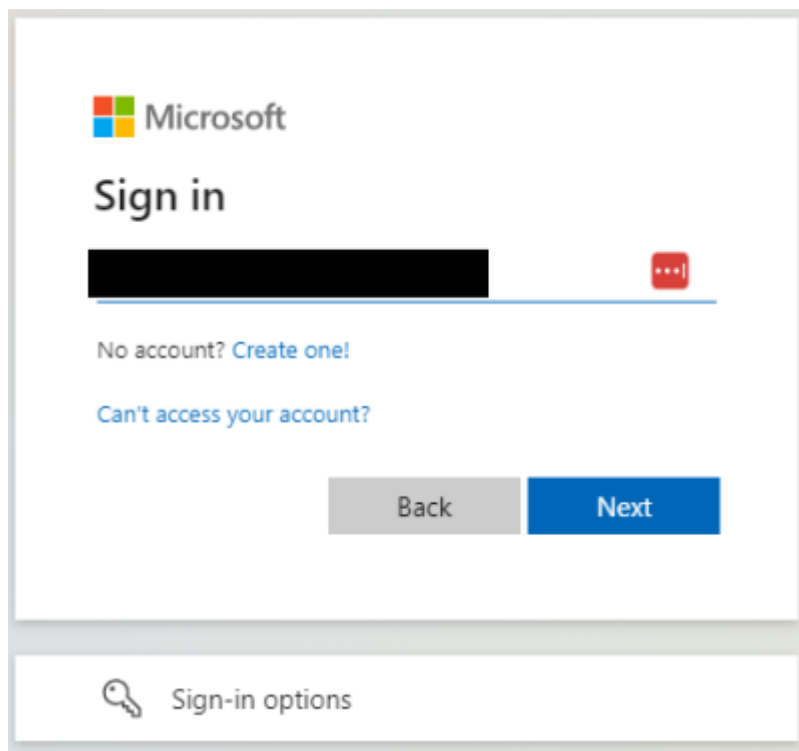 Microsoft
Sign in
No account? Create one!
Can't access your account?
Back
Next
Sign-in options